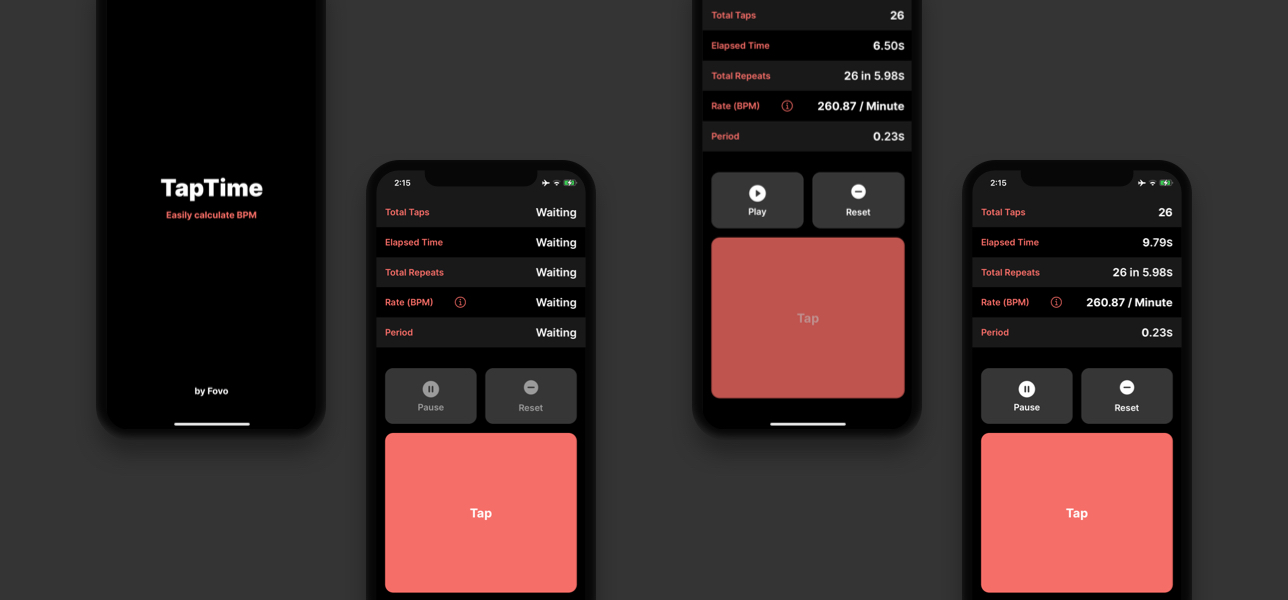 TapTime
Easily calculate BPM
by Fovo
2:15
Total Taps Waiting
Elapsed Time Waiting
Total Repeats Waiting
Rate (BPM) Waiting
Period Waiting
Pause Reset
Tap
Total Taps 26
Elapsed Time 6.50s
Total Repeats 26 in 5.98s
Rate (BPM) 260.87 / Minute
Period 0.23s
Play Reset
Tap
2:15
Total Taps 26
Elapsed Time 9.79s
Total Repeats 26 in 5.98s
Rate (BPM) 260.87 / Minute
Period 0.23s
Pause Reset
Tap